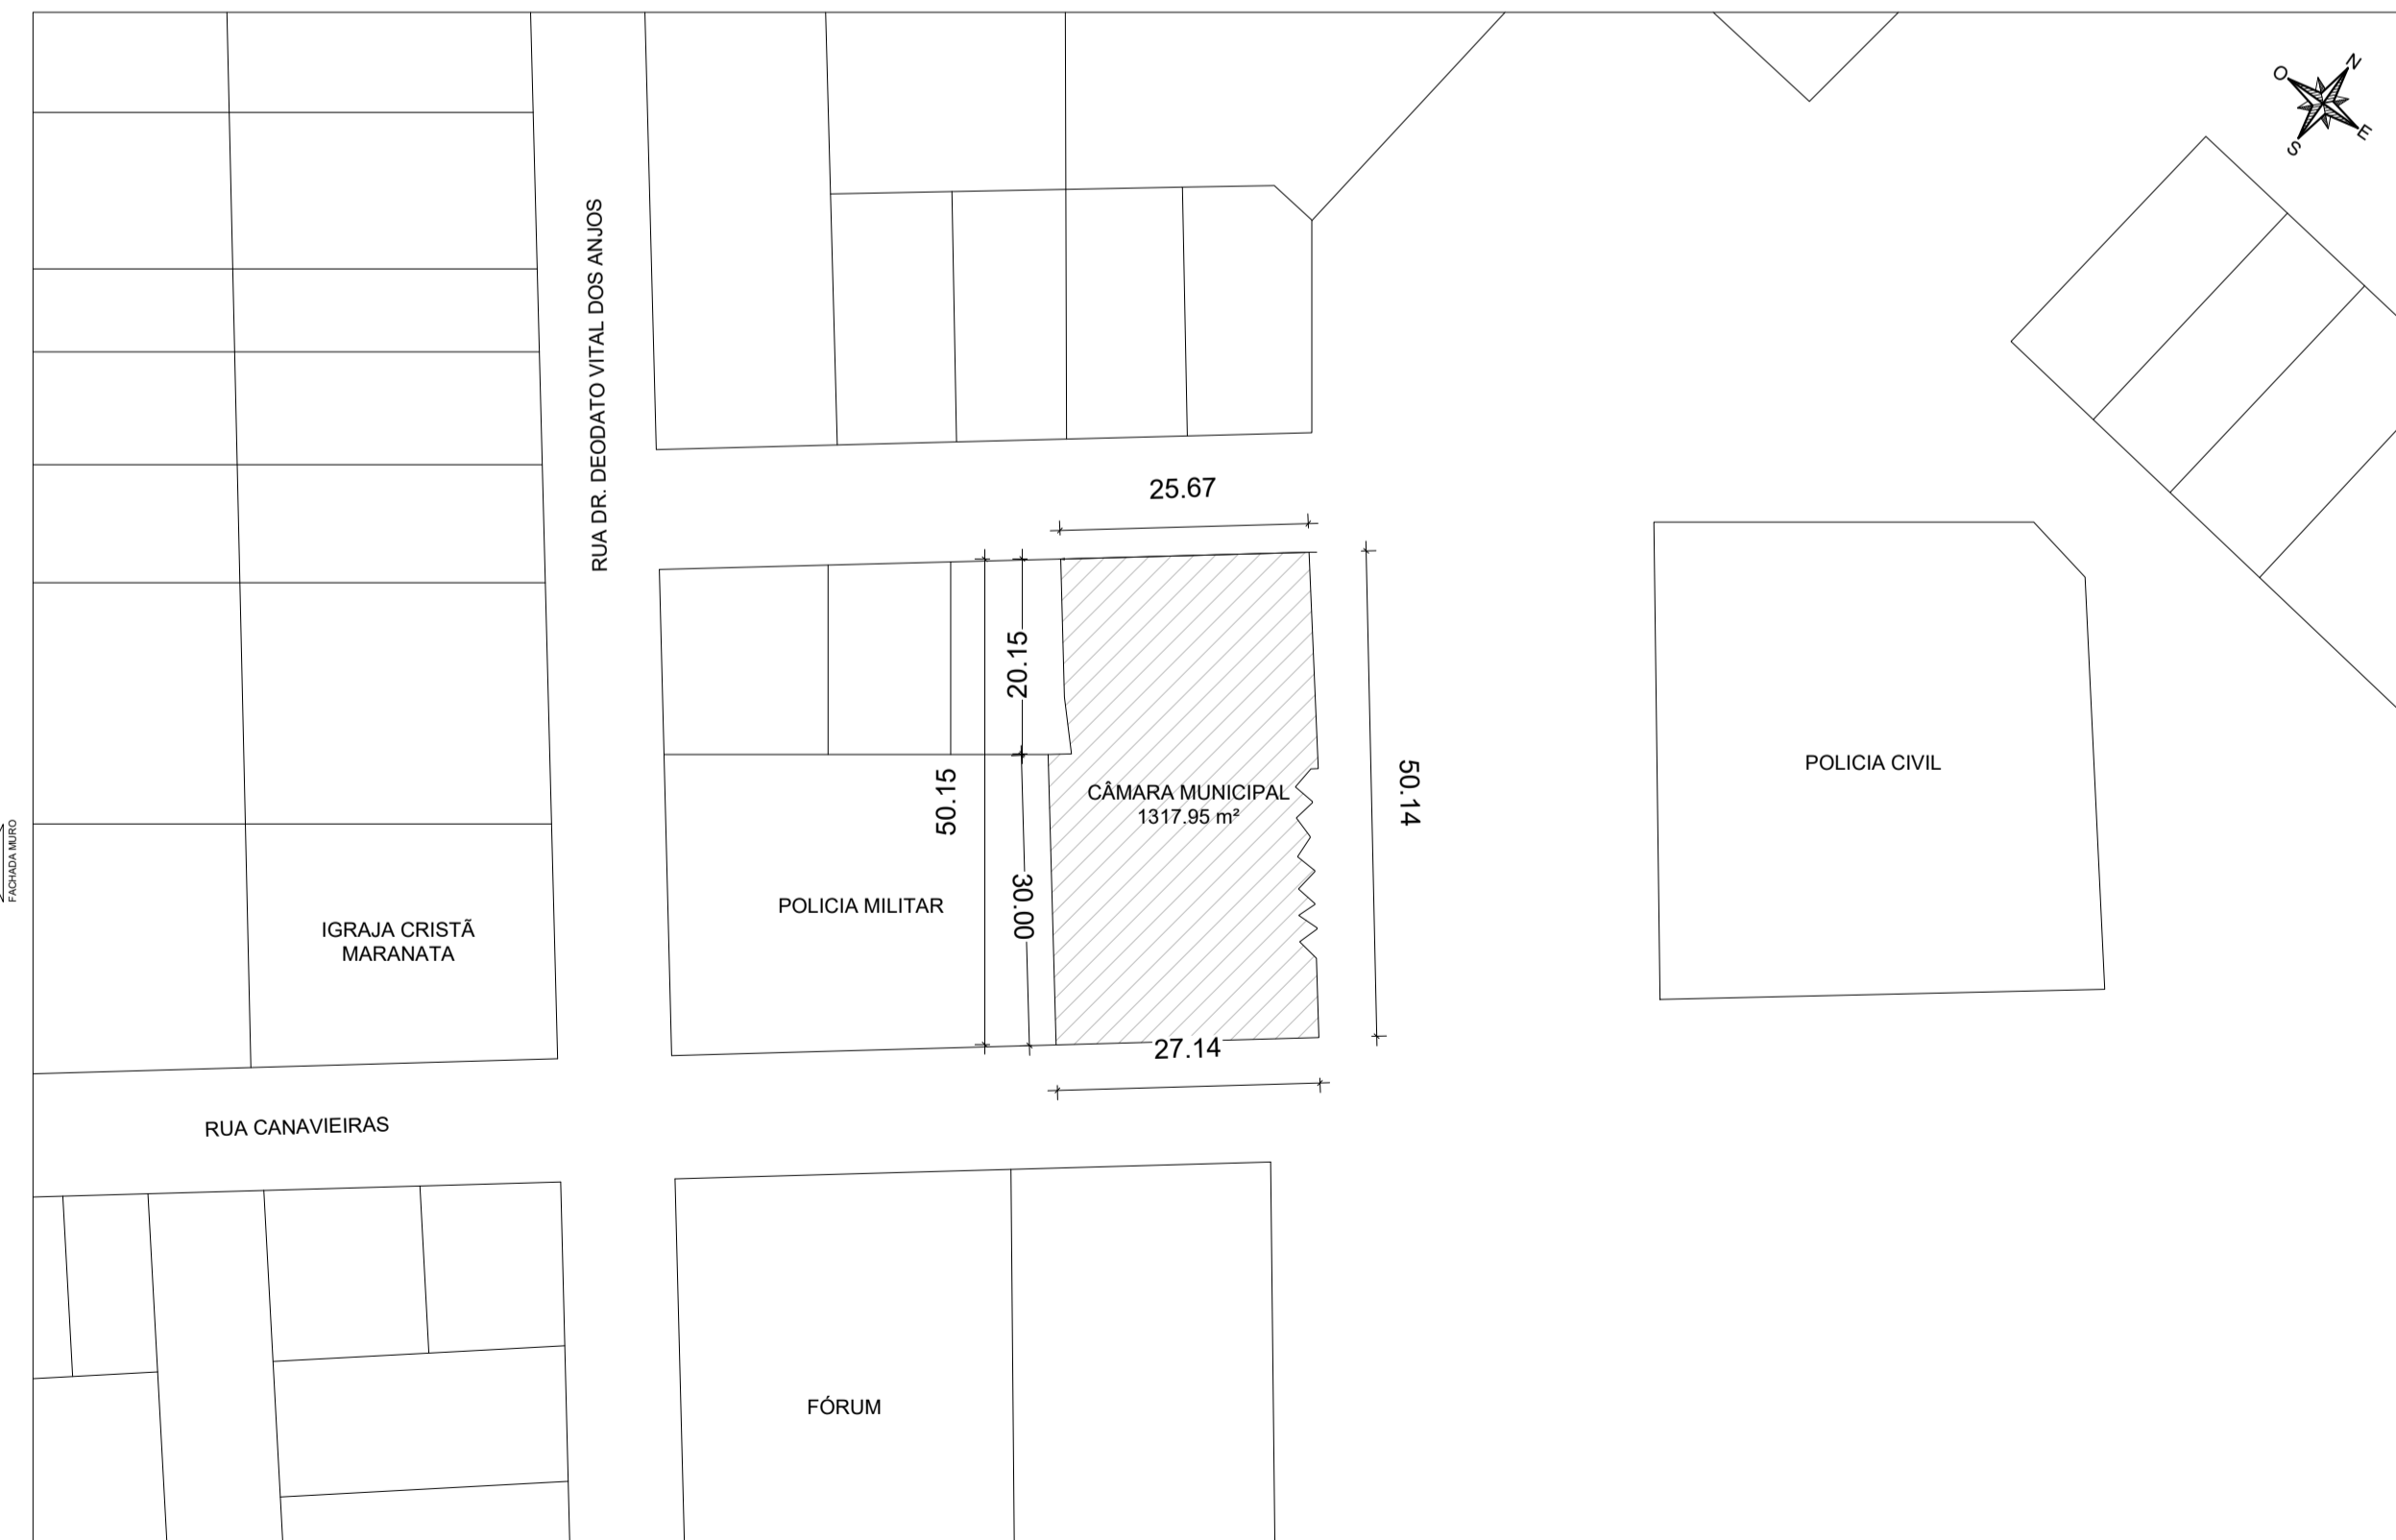 O
N
S
E
RUA DR. DEODATO VITAL DOS ANJOS
25.67
20.15
50.15
30.00
50.14
CÂMARA MUNICIPAL
1317.95 m²
POLICIA CIVIL
FACHADA MURO
POLICIA MILITAR
IGRAJA CRISTÃ
MARANATA
27.14
RUA CANAVIEIRAS
FÓRUM